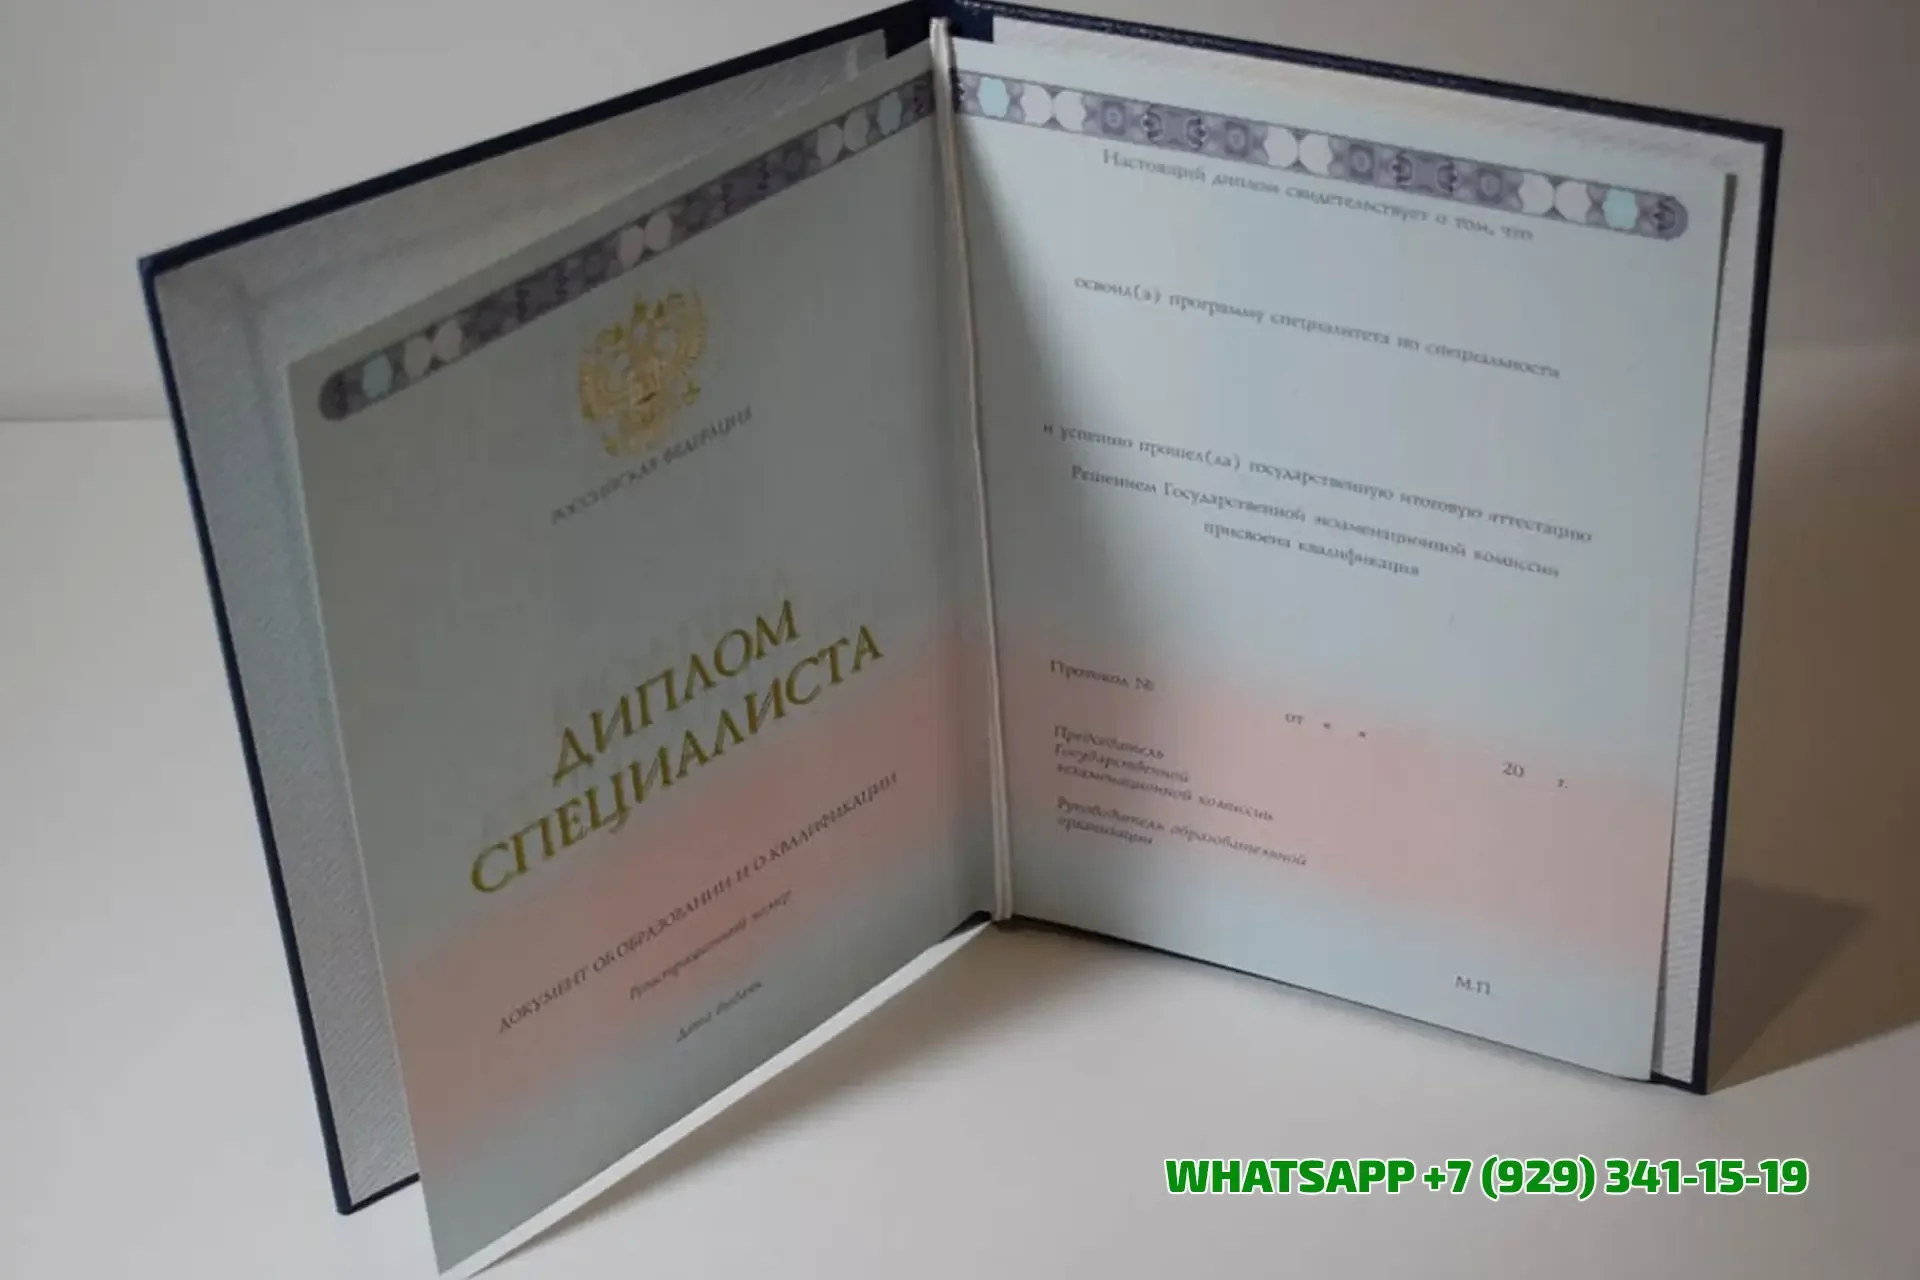 РОССИЙСКАЯ ФЕДЕРАЦИЯ
ДИПЛОМ
СПЕЦИАЛИСТА
ДОКУМЕНТ ОБ ОБРАЗОВАНИИ И О КВАЛИФИКАЦИИ
Регистрационный номер
Дата выдачи
Настоящий диплом свидетельствует о том, что
освоил(а) программу специалитета по специальности
и успешно прошел(ла) государственную итоговую аттестацию
Решением Государственной экзаменационной комиссии
присвоена квалификация
Протокол №
от « »
20 г.
Председатель
Государственной
экзаменационной комиссии
Руководитель образовательной
организации
М.П.
WHATSAPP +7 (929) 341-15-19